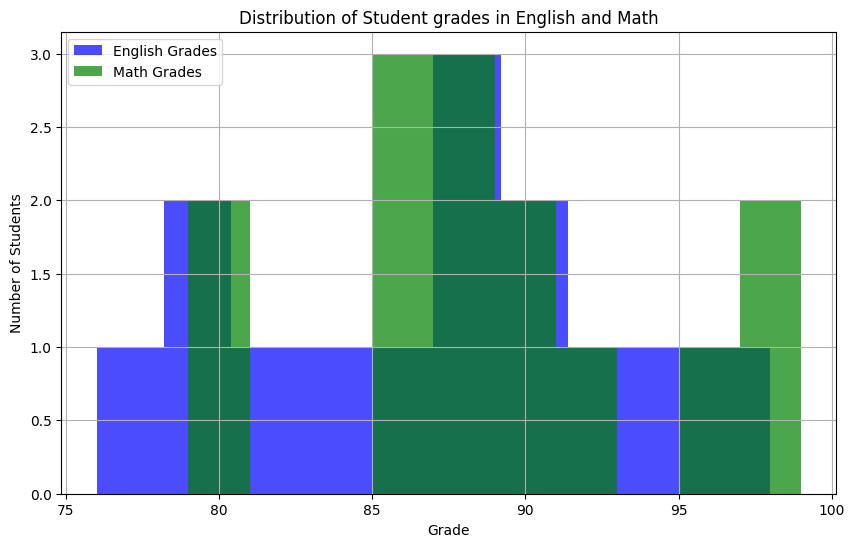 Distribution of Student grades in English and Math
English Grades
Math Grades
Number of Students
3.0
2.5
2.0
1.5
1.0
0.5
0.0
75 80 85 90 95 100
Grade